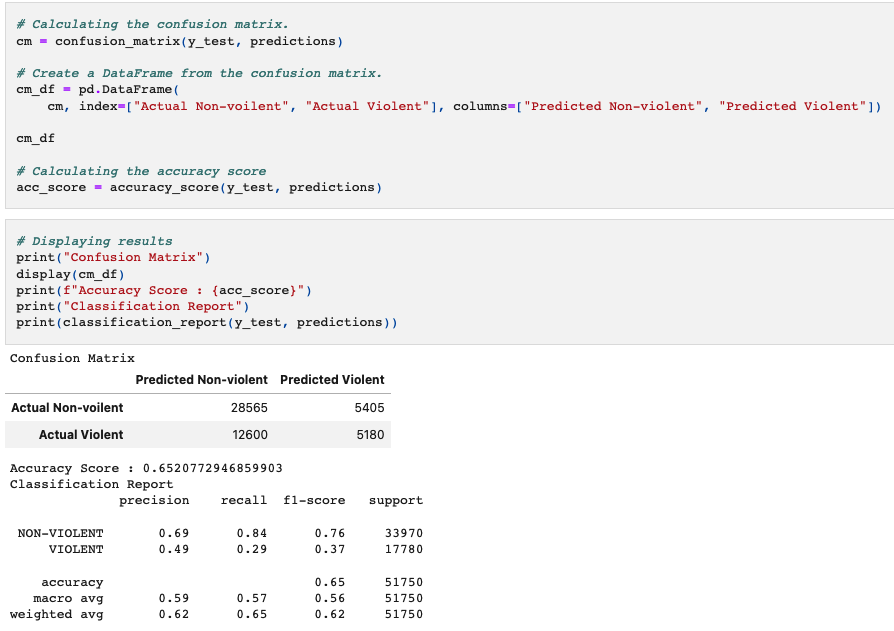 # Calculating the confusion matrix.
cm = confusion_matrix(y_test, predictions)
# Create a DataFrame from the confusion matrix.
cm_df = pd.DataFrame(
    cm, index=["Actual Non-voilent", "Actual Violent"], columns=["Predicted Non-violent", "Predicted Violent"])
cm_df
# Calculating the accuracy score
acc_score = accuracy_score(y_test, predictions)
# Displaying results
print("Confusion Matrix")
display(cm_df)
print(f"Accuracy Score : {acc_score}")
print("Classification Report")
print(classification_report(y_test, predictions))
Confusion Matrix
Predicted Non-violent Predicted Violent
Actual Non-voilent 28565 5405
Actual Violent 12600 5180
Accuracy Score : 0.6520772946859903
Classification Report
precision recall f1-score support
NON-VIOLENT 0.69 0.84 0.76 33970
VIOLENT 0.49 0.29 0.37 17780
accuracy 0.65 51750
macro avg 0.59 0.57 0.56 51750
weighted avg 0.62 0.65 0.62 51750